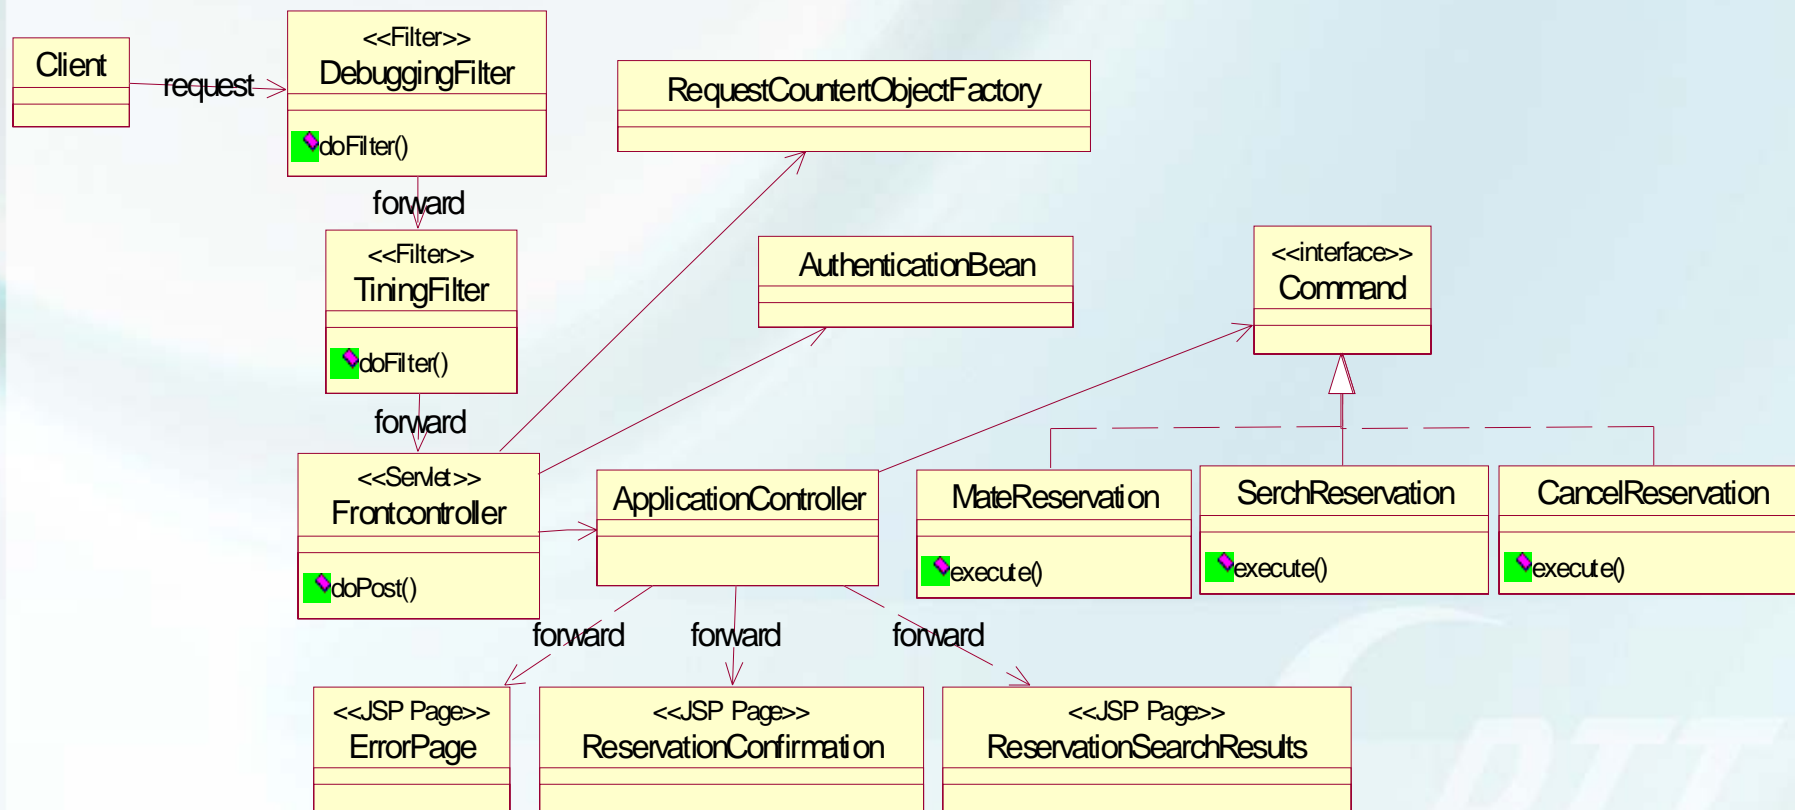 Client
request
<<Filter>>
DebuggingFilter
doFilter()
RequestCountertObjectFactory
forward
<<Filter>>
TiningFilter
doFilter()
AuthenticationBean
<<interface>>
Command
forward
<<Servlet>>
Frontcontroller
doPost()
ApplicationController
MateReservation
execute()
SerchReservation
execute()
CancelReservation
execute()
forward
forward
forward
<<JSP Page>>
ErrorPage
<<JSP Page>>
ReservationConfirmation
<<JSP Page>>
ReservationSearchResults